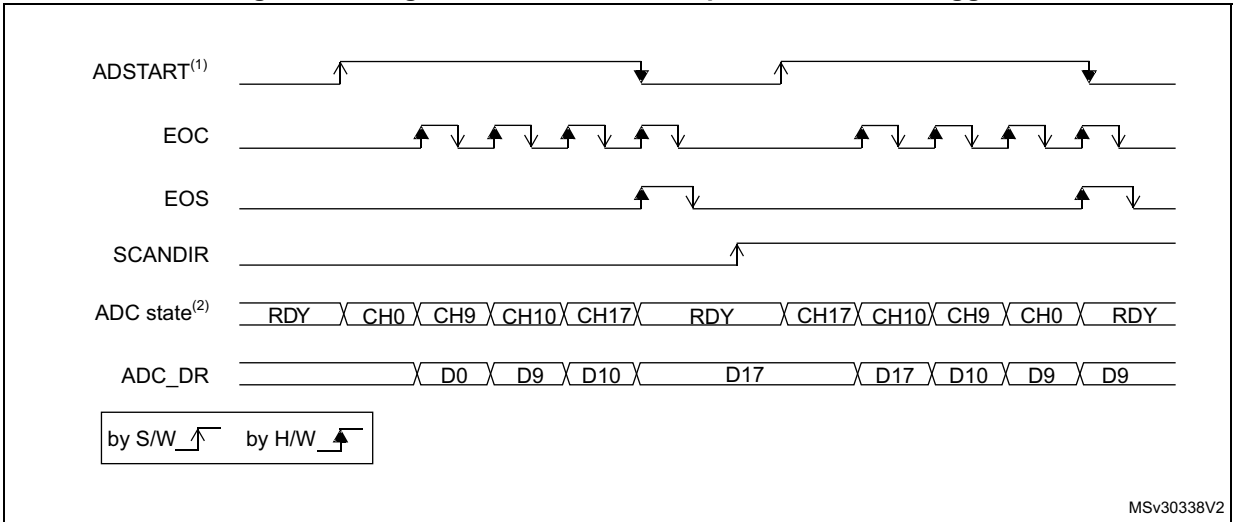 ADSTART(1)
EOC
EOS
SCANDIR
ADC state(2) RDY CH0 CH9 CH10 CH17 RDY CH17 CH10 CH9 CH0 RDY
ADC_DR D0 D9 D10 D17 D17 D10 D9 D9
by S/W by H/W
MSv30338V2